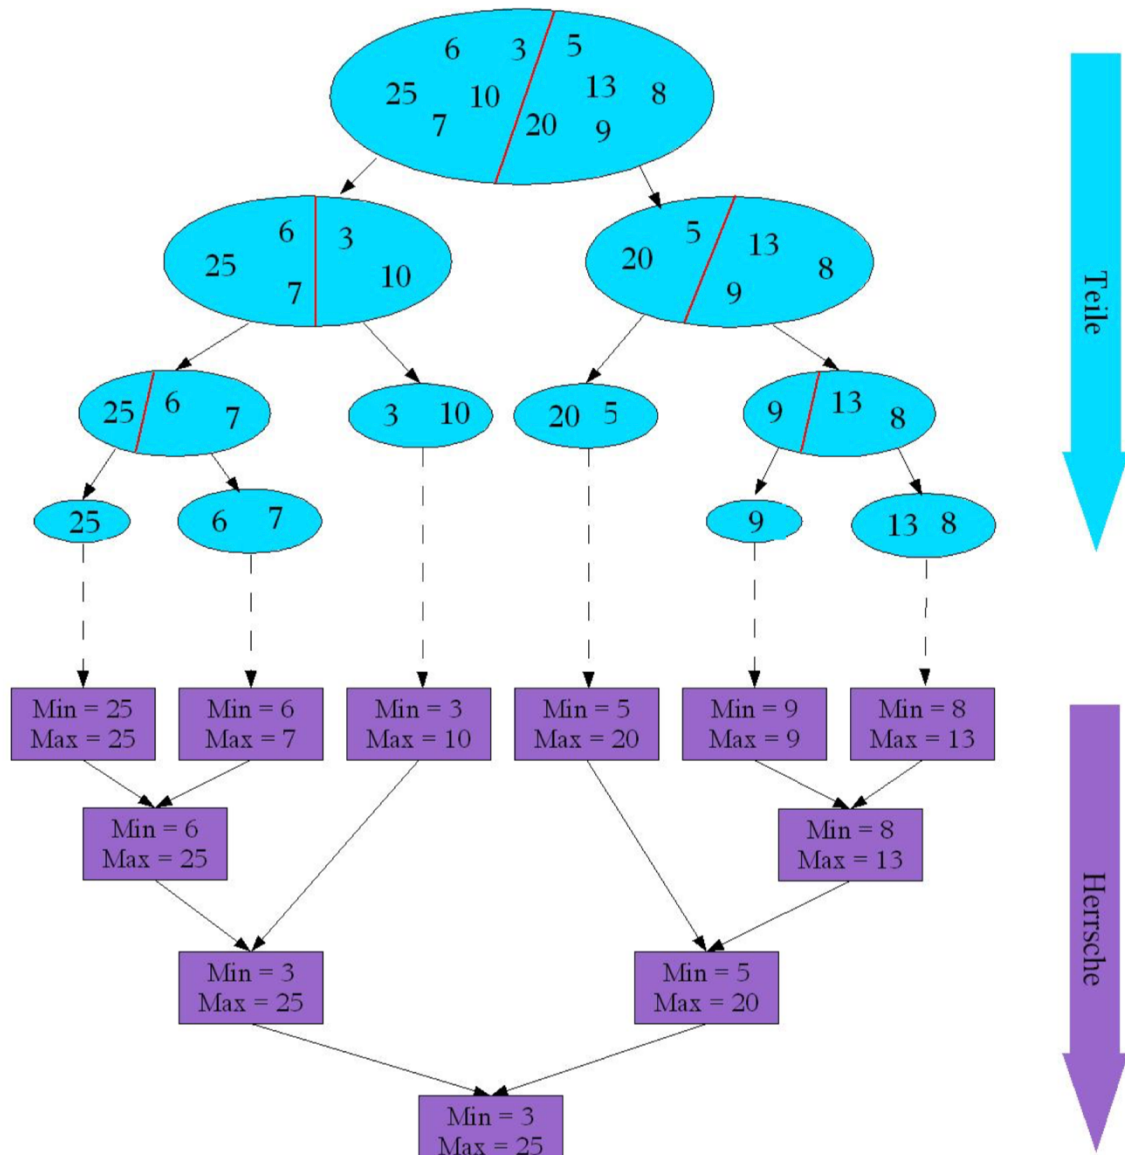 6 3 5
25 10 13 8
7 20 9
6 3
25
7 10
5 13
20 8
9
25 6 7
3 10
20 5
9 13 8
25
6 7
9
13 8
Teile
Min = 25
Max = 25
Min = 6
Max = 7
Min = 3
Max = 10
Min = 5
Max = 20
Min = 9
Max = 9
Min = 8
Max = 13
Min = 6
Max = 25
Min = 8
Max = 13
Herrsche
Min = 3
Max = 25
Min = 5
Max = 20
Min = 3
Max = 25